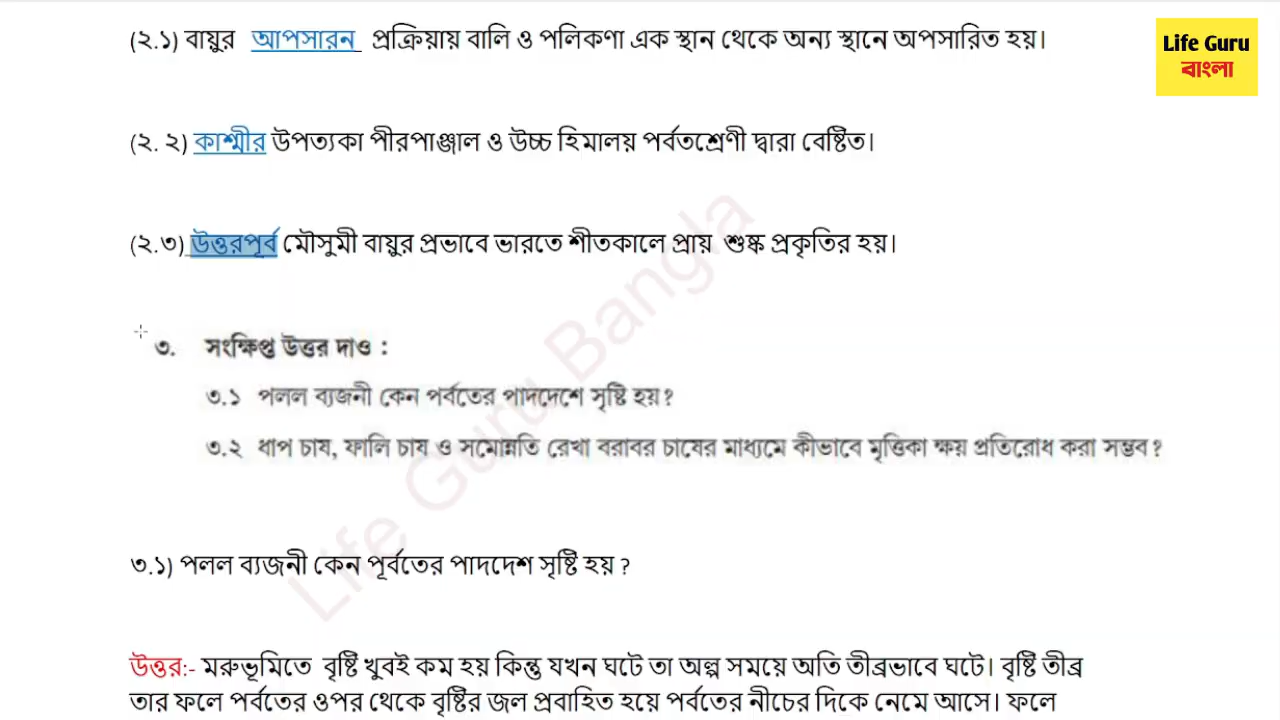 (২.১) বায়ুর আপসারন প্রক্রিয়ায় বালি ও পলিকণা এক স্থান থেকে অন্য স্থানে অপসারিত হয়।
Life Guru
বাংলা
(২. ২) কাশ্মীর উপত্যকা পীরপাঞ্জাল ও উচ্চ হিমালয় পর্বতশ্রেণী দ্বারা বেষ্টিত।
(২.৩) উত্তরপূর্ব মৌসুমী বায়ুর প্রভাবে ভারতে শীতকালে প্রায় শুষ্ক প্রকৃতির হয়।
৩. সংক্ষিপ্ত উত্তর দাও :
৩.১ পলল ব্যজনী কেন পর্বতের পাদদেশে সৃষ্টি হয়?
৩.২ ধাপ চাষ, ফালি চাষ ও সমোন্নতি রেখা বরাবর চাষের মাধ্যমে কীভাবে মৃত্তিকা ক্ষয় প্রতিরোধ করা সম্ভব?
Life Guru Bangla
৩.১) পলল ব্যজনী কেন পূর্বতের পাদদেশ সৃষ্টি হয় ?
উত্তর:- মরুভূমিতে বৃষ্টি খুবই কম হয় কিন্তু যখন ঘটে তা অল্প সময়ে অতি তীব্রভাবে ঘটে। বৃষ্টি তীব্র
তার ফলে পর্বতের ওপর থেকে বৃষ্টির জল প্রবাহিত হয়ে পর্বতের নীচের দিকে নেমে আসে। ফলে